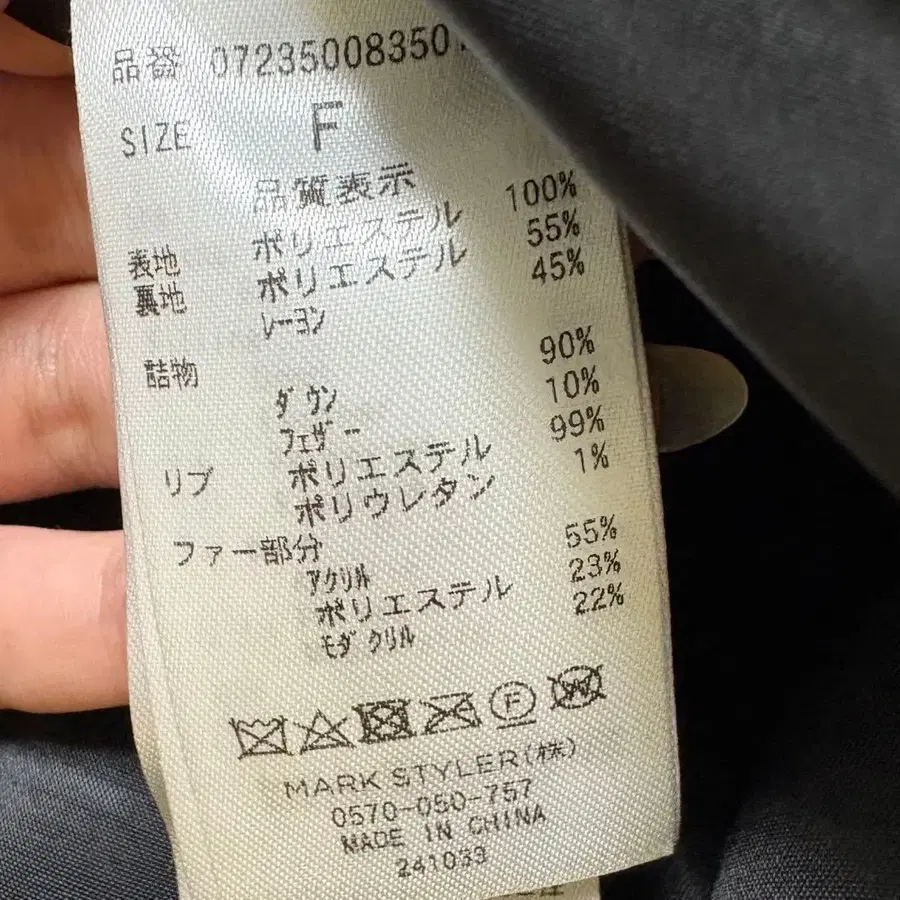 品番 07235008350
SIZE F
品質表示
表地 ポリエステル 100%
裏地 ポリエステル 55%
レーヨン 45%
詰物
ダウン 90%
フェザー 10%
リブ ポリエステル 99%
ポリウレタン 1%
ファー部分
アクリル 55%
ポリエステル 23%
モダクリル 22%
F W
MARK STYLER(株)
0570-050-757
MADE IN CHINA
241033